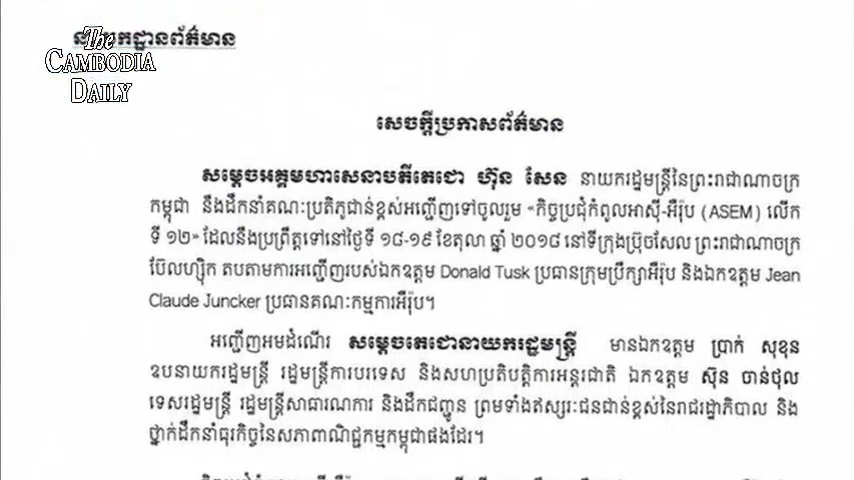 នាយកដ្ឋានព័ត៌មាន
The
CAMBODIA
DAILY
សេចក្ដីប្រកាសព័ត៌មាន
សម្ដេចអគ្គមហាសេនាបតីតេជោ ហ៊ុន សែន នាយករដ្ឋមន្ត្រីនៃព្រះរាជាណាចក្រ
កម្ពុជា នឹងដឹកនាំគណៈប្រតិភូជាន់ខ្ពស់អញ្ជើញទៅចូលរួម «កិច្ចប្រជុំកំពូលអាស៊ី-អឺរ៉ុប (ASEM) លើក
ទី ១២» ដែលនឹងប្រព្រឹត្តទៅនៅថ្ងៃទី ១៨-១៩ ខែតុលា ឆ្នាំ ២០១៨ នៅទីក្រុងប្រ៊ុចសែល ព្រះរាជាណាចក្រ
ប៊ែលហ្ស៊ិក តបតាមការអញ្ជើញរបស់ឯកឧត្ដម Donald Tusk ប្រធានក្រុមប្រឹក្សាអឺរ៉ុប និងឯកឧត្ដម Jean
Claude Juncker ប្រធានគណៈកម្មការអឺរ៉ុប។
អញ្ជើញអមដំណើរ សម្ដេចតេជោនាយករដ្ឋមន្ត្រី មានឯកឧត្ដម ប្រាក់ សុខុន
ឧបនាយករដ្ឋមន្ត្រី រដ្ឋមន្ត្រីការបរទេស និងសហប្រតិបត្តិការអន្តរជាតិ ឯកឧត្ដម ស៊ុន ចាន់ថុល
ទេសរដ្ឋមន្ត្រី រដ្ឋមន្ត្រីសាធារណការ និងដឹកជញ្ជូន ព្រមទាំងឥស្សរៈជនជាន់ខ្ពស់នៃរាជរដ្ឋាភិបាល និង
ថ្នាក់ដឹកនាំធុរកិច្ចនៃសភាពាណិជ្ជកម្មកម្ពុជាផងដែរ។